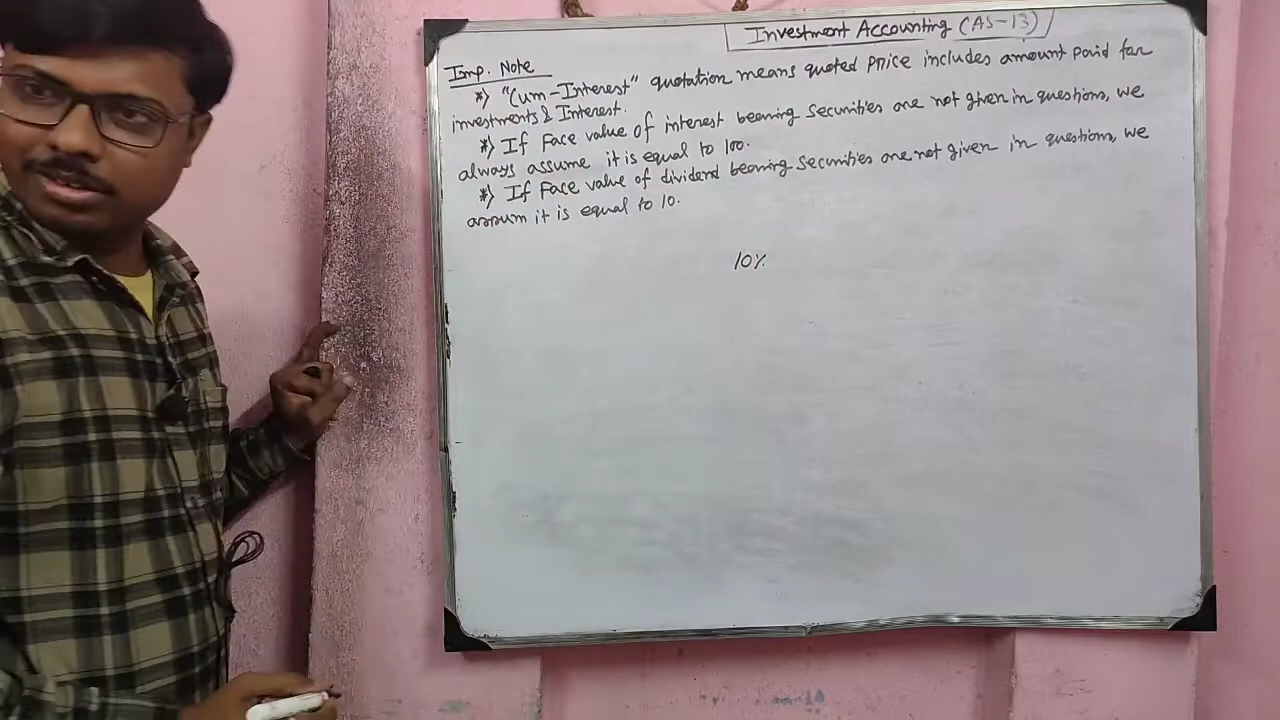 Investment Accounting (AS-13)
Imp. Note
*) "Cum-Interest" quotation means quoted price includes amount paid for
investments & Interest.
*) If Face value of interest bearing securities are not given in questions, we
always assume it is equal to 100.
*) If Face value of dividend bearing securities are not given in questions, we
assum it is equal to 10.
10%